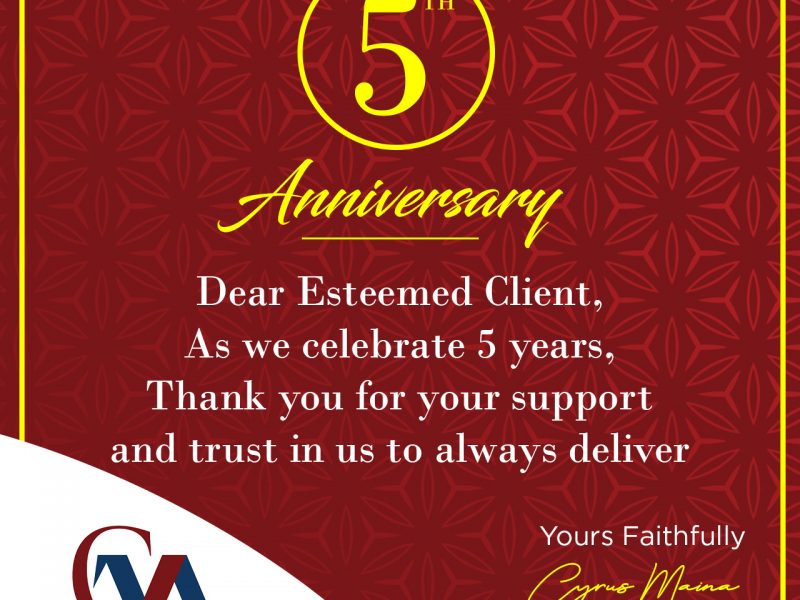 5TH
Anniversary
Dear Esteemed Client,
As we celebrate 5 years,
Thank you for your support
and trust in us to always deliver
Yours Faithfully
Cyrus Maina
CM